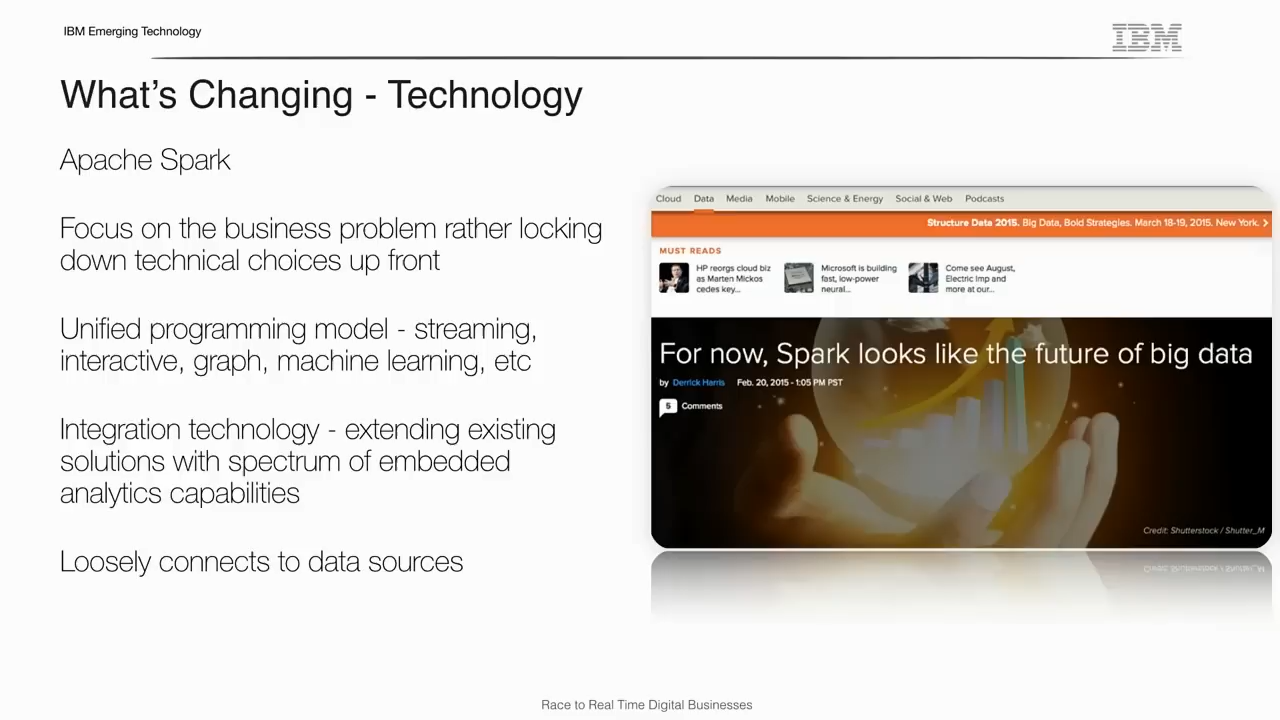 IBM Emerging Technology
IBM
What's Changing - Technology
Apache Spark
Focus on the business problem rather locking
down technical choices up front
Unified programming model - streaming,
interactive, graph, machine learning, etc
Integration technology - extending existing
solutions with spectrum of embedded
analytics capabilities
Loosely connects to data sources
Cloud Data Media Mobile Science & Energy Social & Web Podcasts
Structure Data 2015. Big Data, Bold Strategies. March 18-19, 2015. New York. >
MUST READS
HP reorgs cloud biz
as Marten Mickos
cedes key...
Microsoft is building
fast, low-power
neural...
Come see August,
Electric Imp and
more at our...
For now, Spark looks like the future of big data
by Derrick Harris Feb. 20, 2015 - 1:05 PM PST
5 Comments
Credit: Shutterstock / Shutter_M
Race to Real Time Digital Businesses